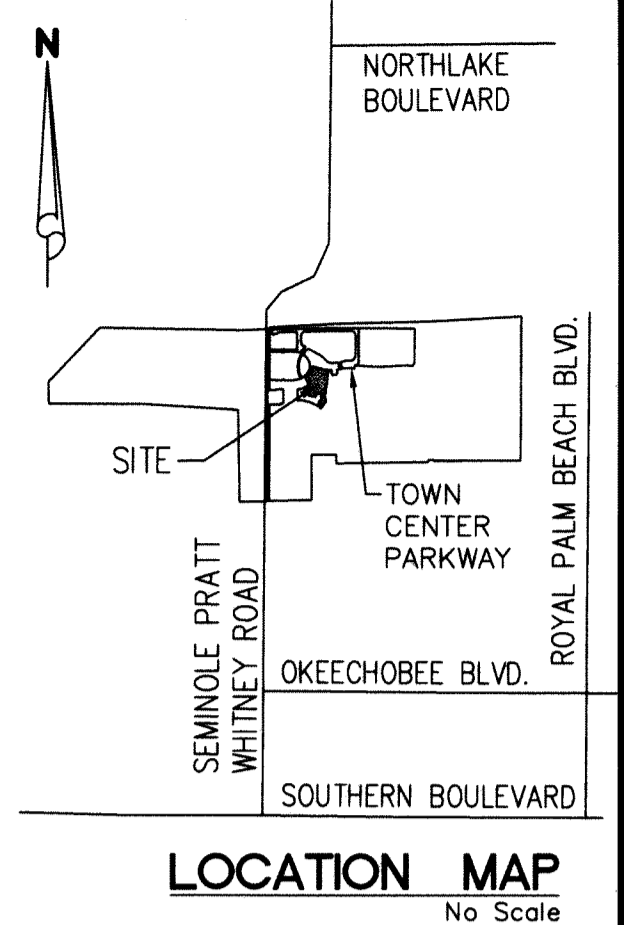 N
NORTHLAKE
BOULEVARD
SITE
TOWN
CENTER
PARKWAY
ROYAL PALM BEACH BLVD.
SEMINOLE PRATT
WHITNEY ROAD
OKEECHOBEE BLVD.
SOUTHERN BOULEVARD
LOCATION MAP
No Scale